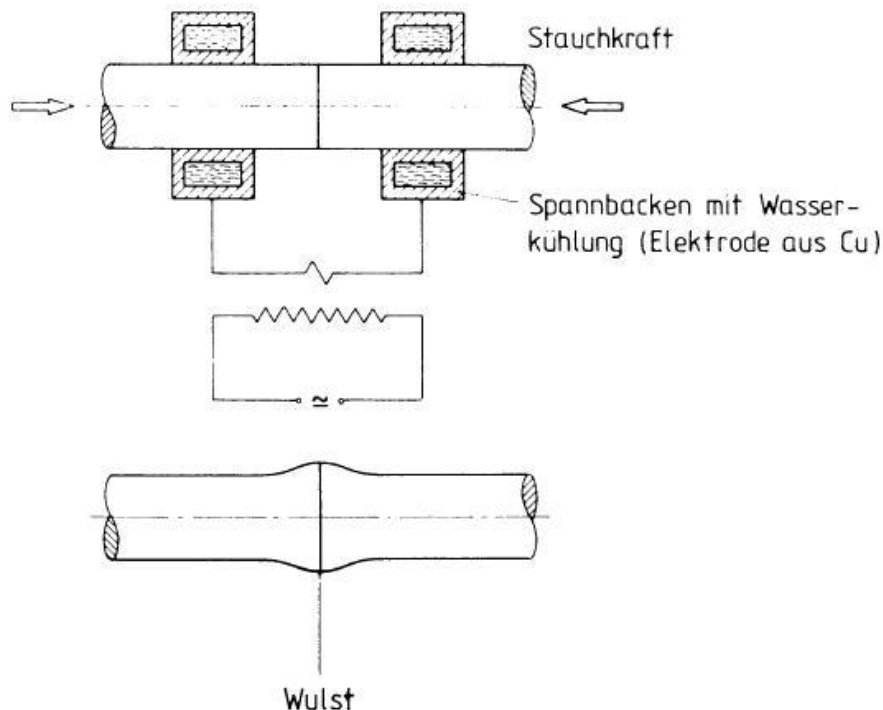 Stauchkraft
Spannbacken mit Wasser-
kühlung (Elektrode aus Cu)
≃
Wulst